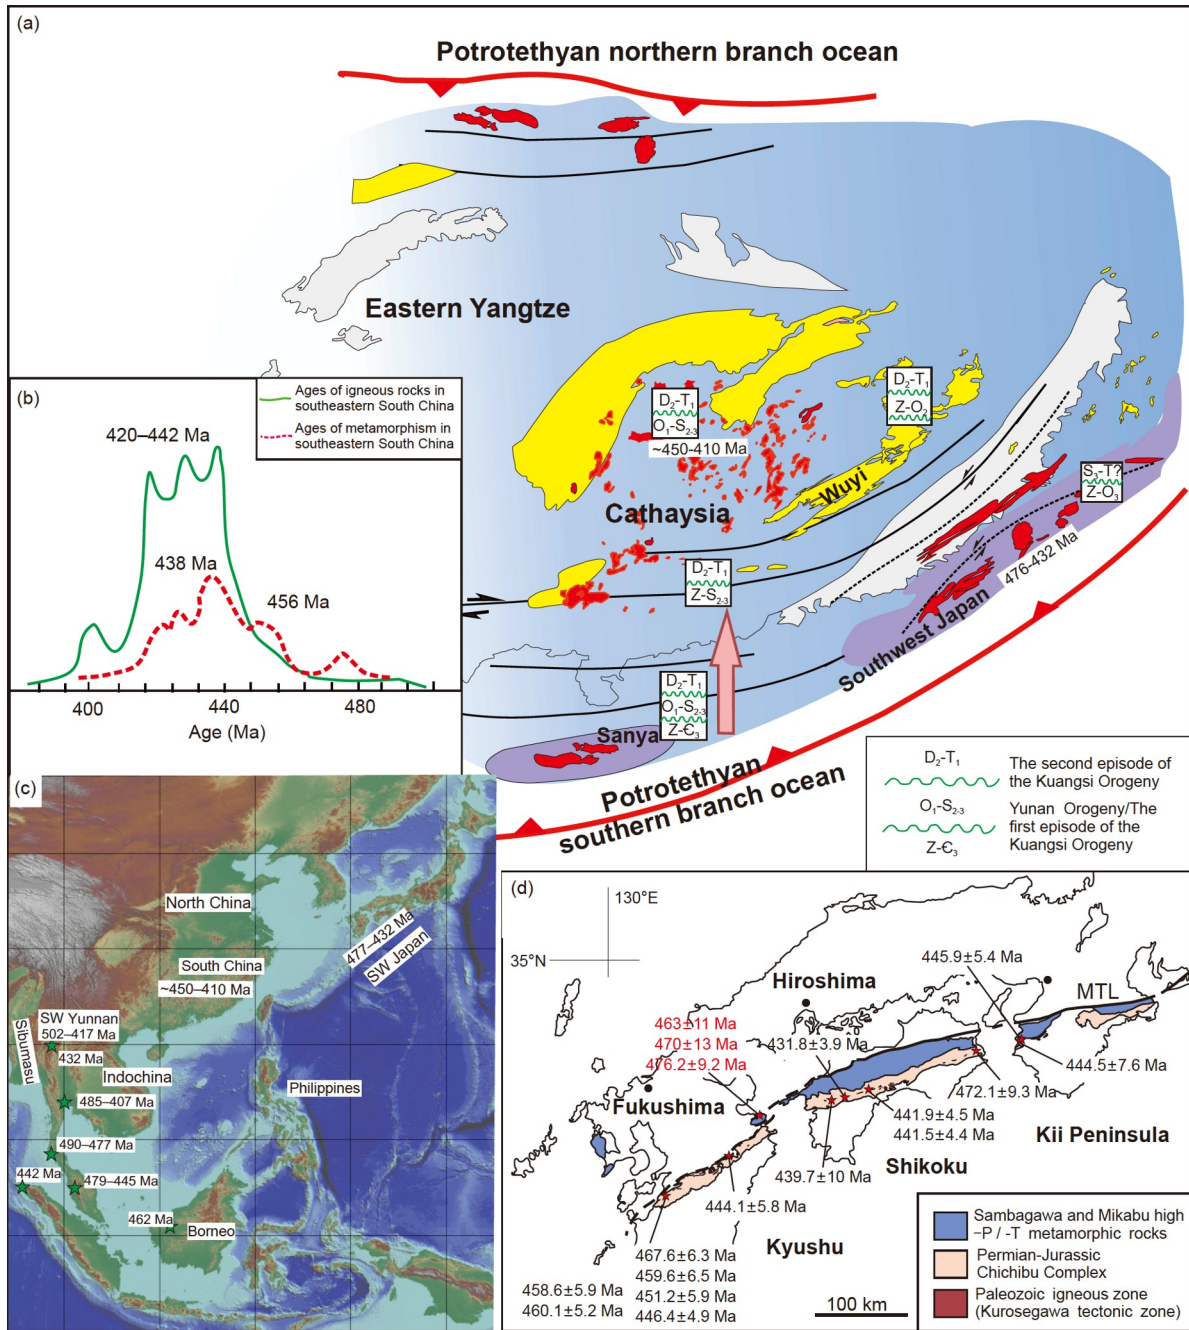 (a)
Potrotethyan northern branch ocean
Eastern Yangtze
D₂-T₁
O₁-S₂₋₃
~450-410 Ma
D₂-T₁
Z-O₂
Wuyi
Cathaysia
S₃-T?
Z-O₃
476-432 Ma
D₂-T₁
Z-S₂₋₃
Southwest Japan
D₂-T₁
O₁-S₂₋₃
Z-Є₃
Sanya
Potrotethyan
southern branch ocean
D₂-T₁
The second episode of
the Kuangsi Orogeny
O₁-S₂₋₃
Yunan Orogeny/The
first episode of the
Kuangsi Orogeny
Z-Є₃
(b)
Ages of igneous rocks in
southeastern South China
Ages of metamorphism in
southeastern South China
420–442 Ma
438 Ma
456 Ma
400
440
480
Age (Ma)
(c)
North China
South China
~450–410 Ma
477–432 Ma
SW Japan
SW Yunnan
502–417 Ma
432 Ma
Sibumasu
Indochina
485–407 Ma
Philippines
490–477 Ma
442 Ma
479–445 Ma
462 Ma
Borneo
(d)
130°E
35°N
Hiroshima
445.9±5.4 Ma
MTL
463±11 Ma
470±13 Ma
476.2±9.2 Ma
431.8±3.9 Ma
444.5±7.6 Ma
Fukushima
472.1±9.3 Ma
441.9±4.5 Ma
441.5±4.4 Ma
Kii Peninsula
Shikoku
439.7±10 Ma
444.1±5.8 Ma
Kyushu
467.6±6.3 Ma
459.6±6.5 Ma
451.2±5.9 Ma
446.4±4.9 Ma
458.6±5.9 Ma
460.1±5.2 Ma
100 km
Sambagawa and Mikabu high
-P / -T metamorphic rocks
Permian-Jurassic
Chichibu Complex
Paleozoic igneous zone
(Kurosegawa tectonic zone)